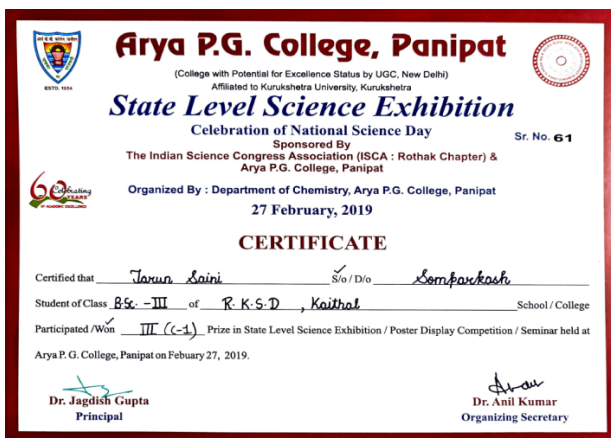 Arya P.G. College, Panipat
(College with Potential for Excellence Status by UGC, New Delhi)
Affiliated to Kurukshetra University, Kurukshetra
ESTD. 1954
State Level Science Exhibition
Celebration of National Science Day
Sr. No. 61
Sponsored By
The Indian Science Congress Association (ISCA : Rothak Chapter) &
Arya P.G. College, Panipat
60 Celebrating
YEARS
OF ACADEMIC EXCELLENCE
Organized By : Department of Chemistry, Arya P.G. College, Panipat
27 February, 2019
CERTIFICATE
Certified that Tarun Saini S/o / D/o Somparkash
Student of Class B.Sc. - III of R.K.S.D, Kaithal School / College
Participated / Won III (C-1) Prize in State Level Science Exhibition / Poster Display Competition / Seminar held at
Arya P. G. College, Panipat on Febuary 27, 2019.
Dr. Jagdish Gupta
Principal
Dr. Anil Kumar
Organizing Secretary